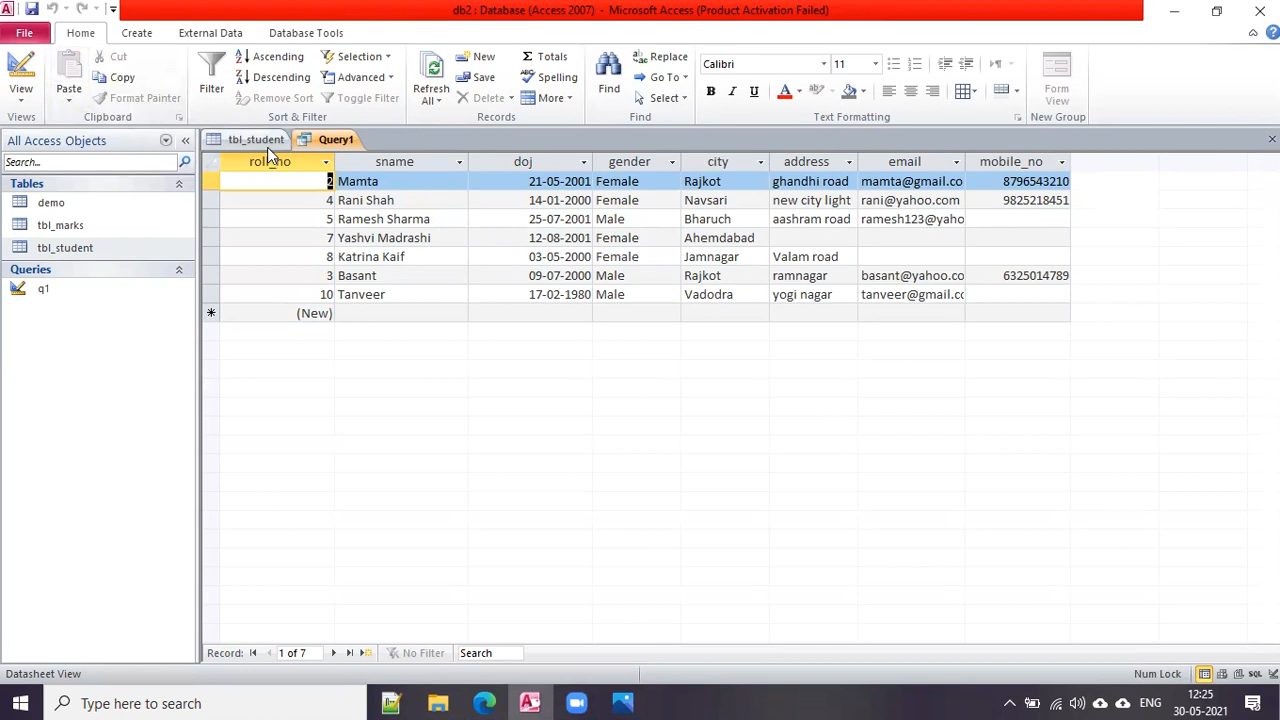 db2 : Database (Access 2007) - Microsoft Access (Product Activation Failed)
File Home Create External Data Database Tools
View
Views
Paste
Cut
Copy
Format Painter
Clipboard
Filter
Ascending
Descending
Remove Sort
Selection
Advanced
Toggle Filter
Sort & Filter
Refresh All
New
Save
Delete
Totals
Spelling
More
Records
Find
Replace
Go To
Select
Find
Calibri 11
B I U A
Text Formatting
Form View
New Group
All Access Objects
Search...
Tables
demo
tbl_marks
tbl_student
Queries
q1
tbl_student Query1
sname doj gender city address email mobile_no
2 Mamta 21-05-2001 Female Rajkot ghandhi road mamta@gmail.co 8796543210
4 Rani Shah 14-01-2000 Female Navsari new city light rani@yahoo.com 9825218451
5 Ramesh Sharma 25-07-2001 Male Bharuch aashram road ramesh123@yaho
7 Yashvi Madrashi 12-08-2001 Female Ahemdabad
8 Katrina Kaif 03-05-2000 Female Jamnagar Valam road
3 Basant 09-07-2000 Male Rajkot ramnagar basant@yahoo.co 6325014789
10 Tanveer 17-02-1980 Male Vadodra yogi nagar tanveer@gmail.co
(New)
Record: 1 of 7 No Filter Search
Datasheet View Num Lock SQL
Type here to search
ENG
12:25
30-05-2021